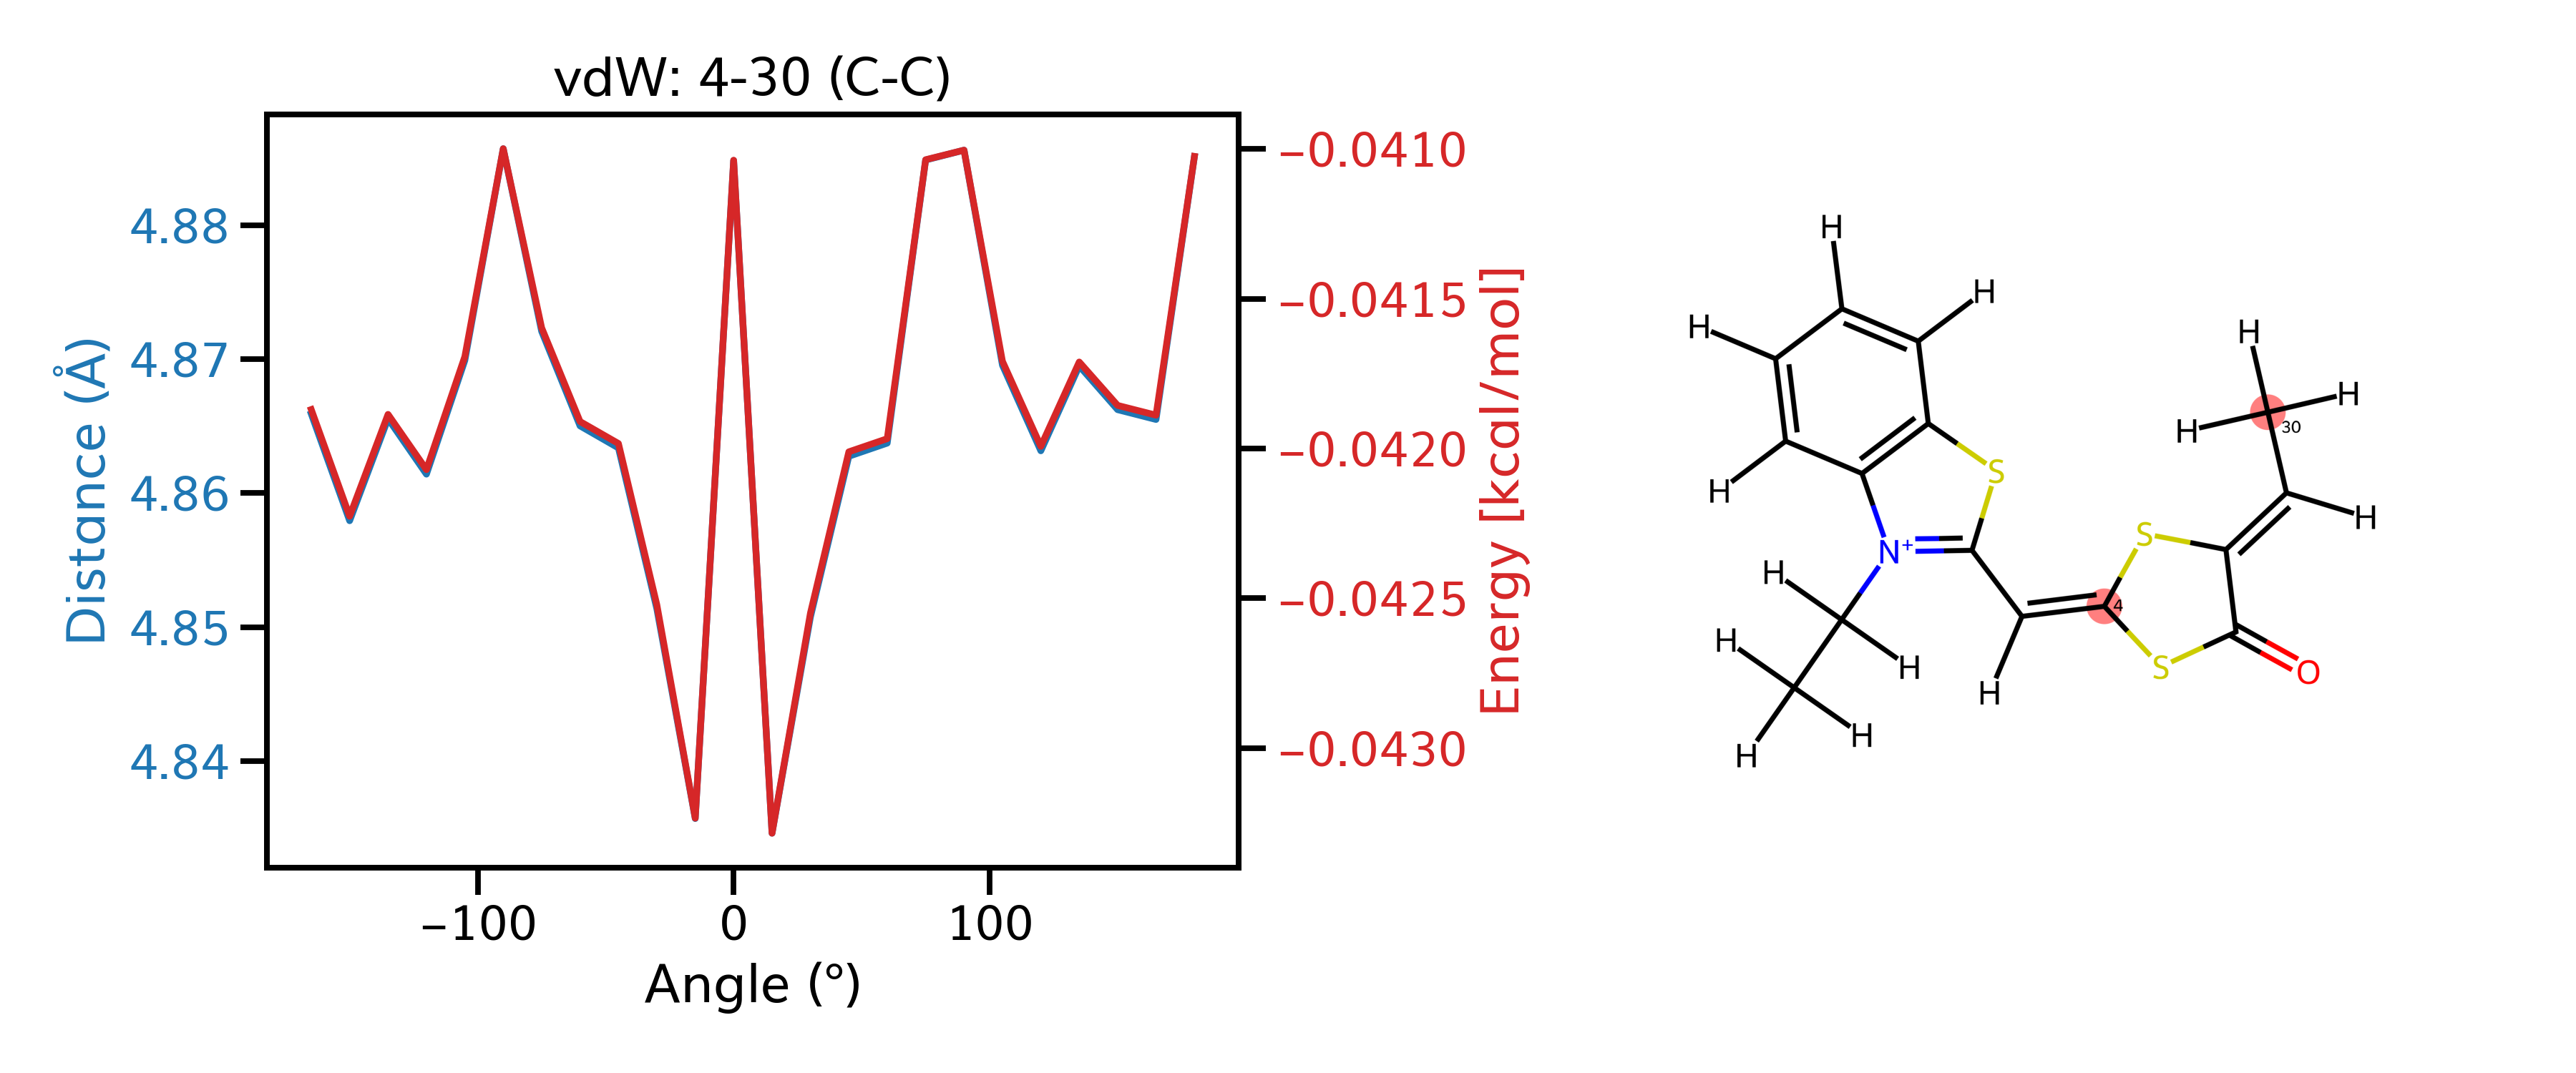 vdW: 4-30 (C-C)
Distance (Å)
4.88
4.87
4.86
4.85
4.84
−0.0410
−0.0415
−0.0420
−0.0425
−0.0430
Energy [kcal/mol]
−100
0
100
Angle (°)
H
H
H
H
H
H
H
30
S
H
H
S
N+
H
4
H
H
S
O
H
H
H